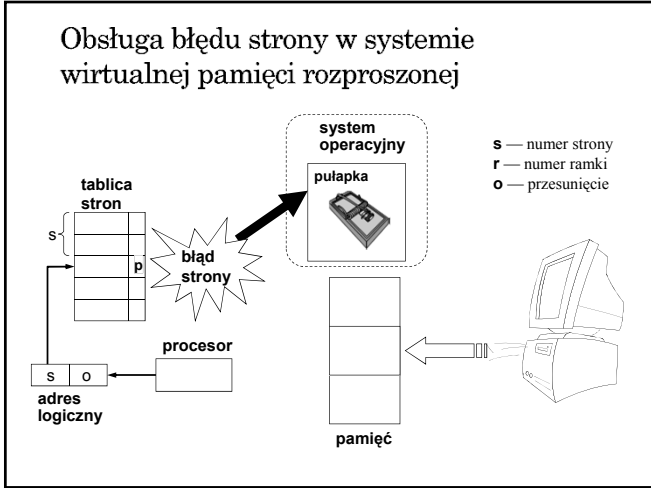 Obsługa błędu strony w systemie
wirtualnej pamięci rozproszonej
system
operacyjny
pułapka
s — numer strony
r — numer ramki
o — przesunięcie
tablica
stron
s
p
błąd
strony
procesor
s o
adres
logiczny
pamięć